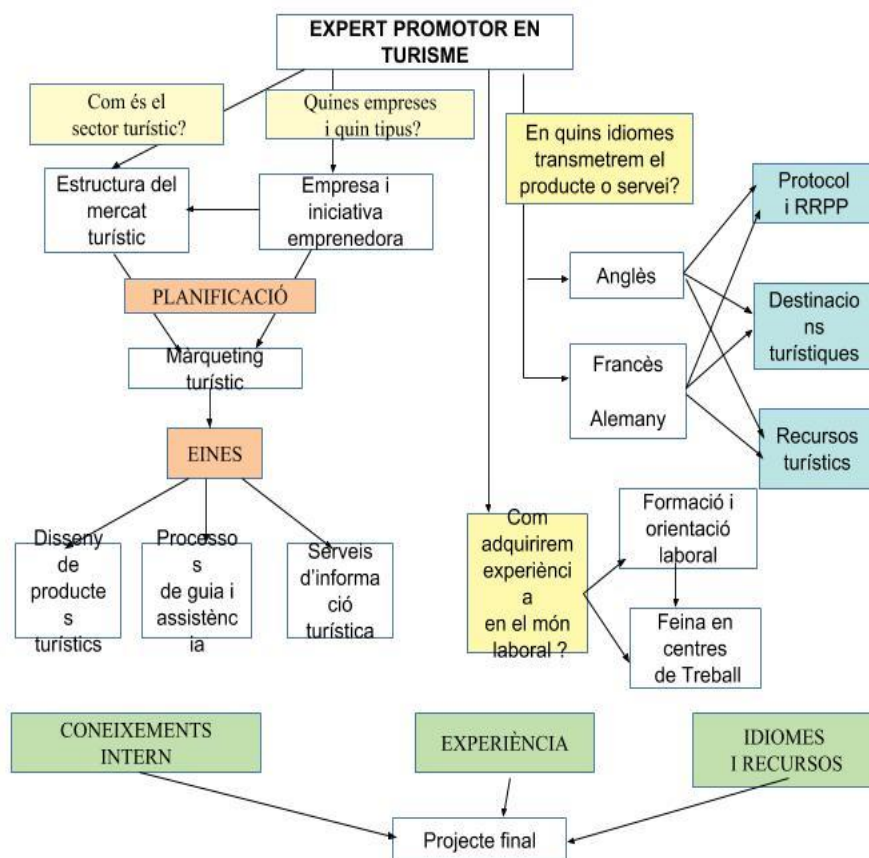 EXPERT PROMOTOR EN
TURISME
Com és el
sector turístic?
Quines empreses
i quin tipus?
En quins idiomes
transmetrem el
producte o servei?
Estructura del
mercat
turístic
Empresa i
iniciativa
emprenedora
Protocol
i RRPP
PLANIFICACIÓ
Anglès
Destinacio
ns
turístiques
Màrqueting
turístic
Francès
Alemany
EINES
Recursos
turístics
Disseny
de
producte
s
turístics
Processo
s
de guia i
assistènc
ia
Serveis
d'informa
ció
turística
Com
adquirirem
experiènci
a
en el món
laboral ?
Formació i
orientació
laboral
Feina en
centres
de Treball
CONEIXEMENTS
INTERN
EXPERIÈNCIA
IDIOMES
I RECURSOS
Projecte final